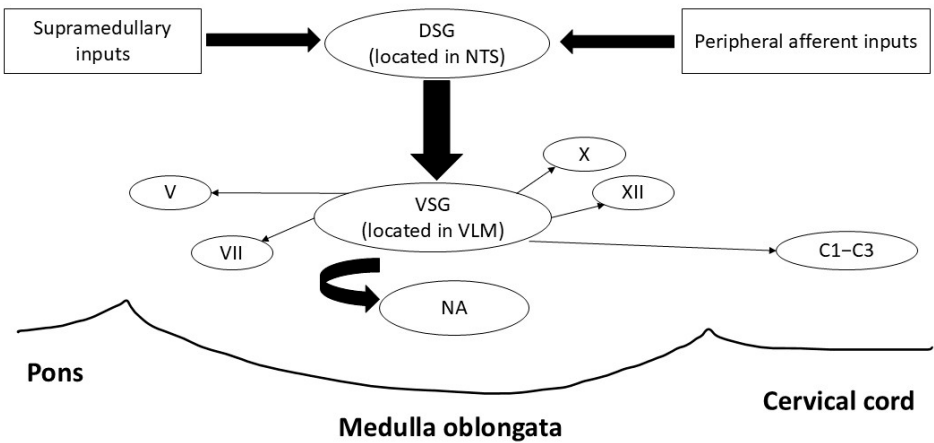 Supramedullary
inputs
DSG
(located in NTS)
Peripheral afferent inputs
X
V
XII
VSG
(located in VLM)
VII
C1–C3
NA
Pons
Cervical cord
Medulla oblongata